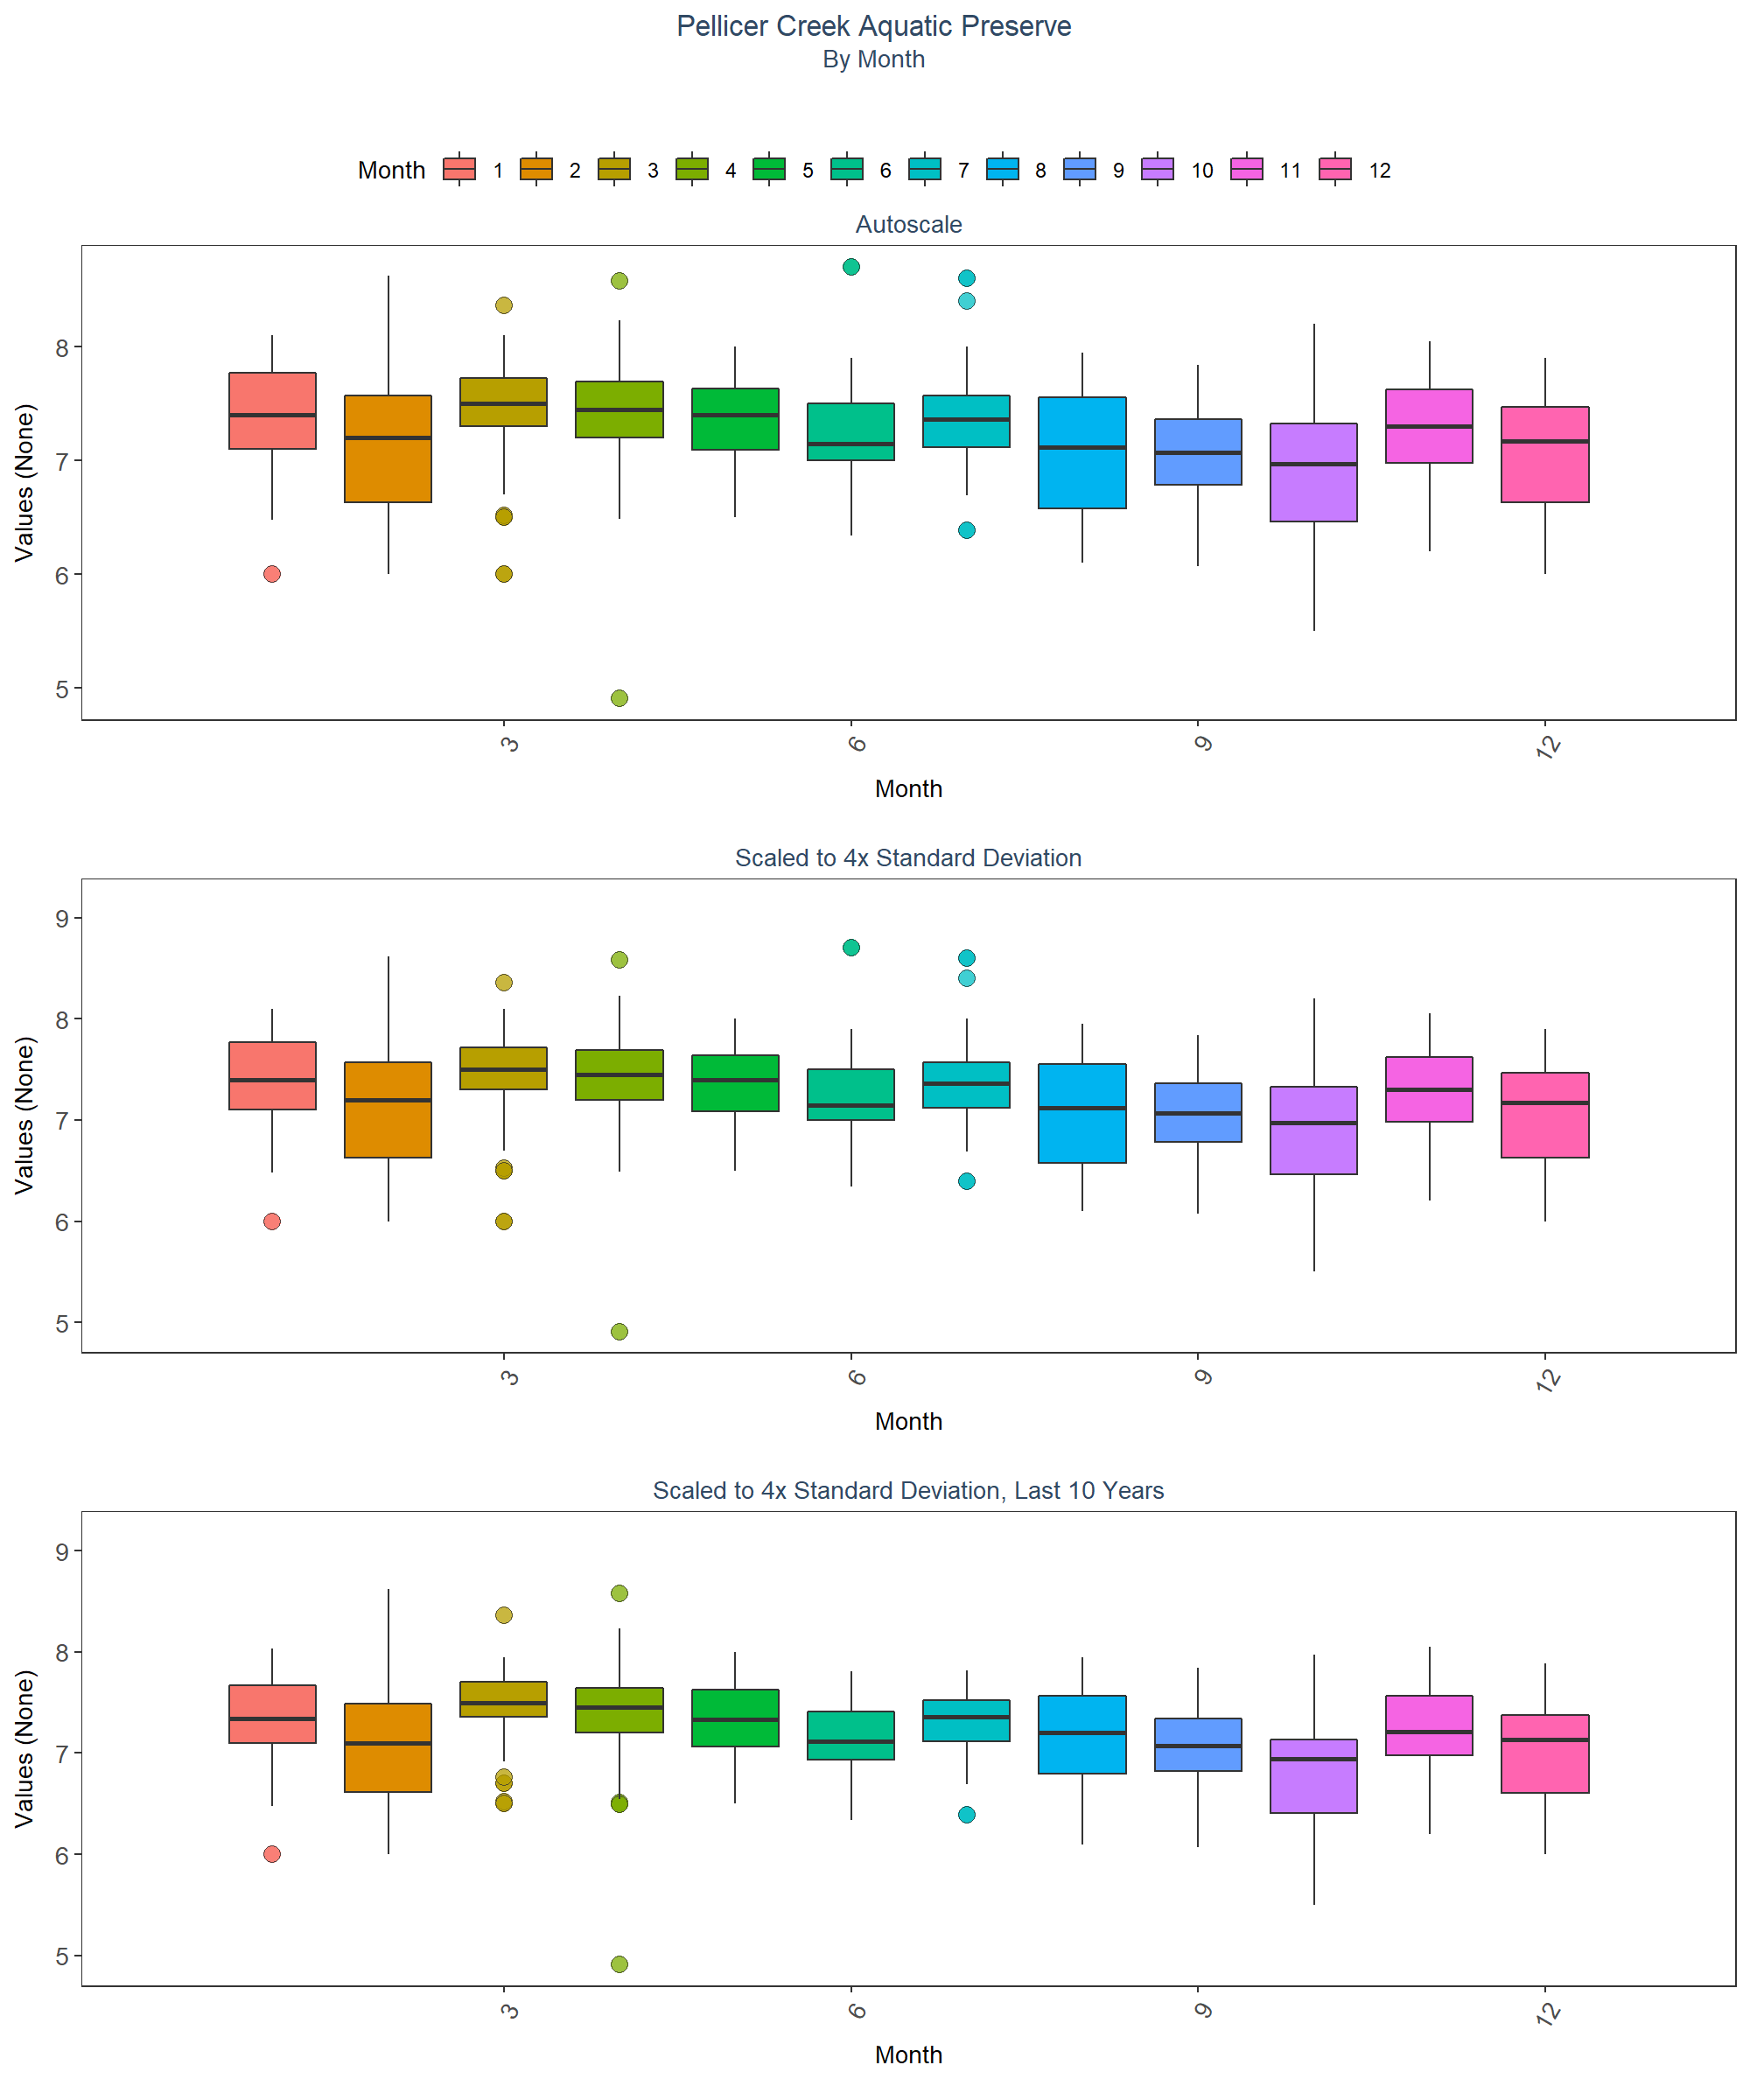 Pellicer Creek Aquatic Preserve
By Month
Month 1 2 3 4 5 6 7 8 9 10 11 12
Autoscale
Values (None)
8
7
6
5
3 6 9 12
Month
Scaled to 4x Standard Deviation
Values (None)
9
8
7
6
5
3 6 9 12
Month
Scaled to 4x Standard Deviation, Last 10 Years
Values (None)
9
8
7
6
5
3 6 9 12
Month